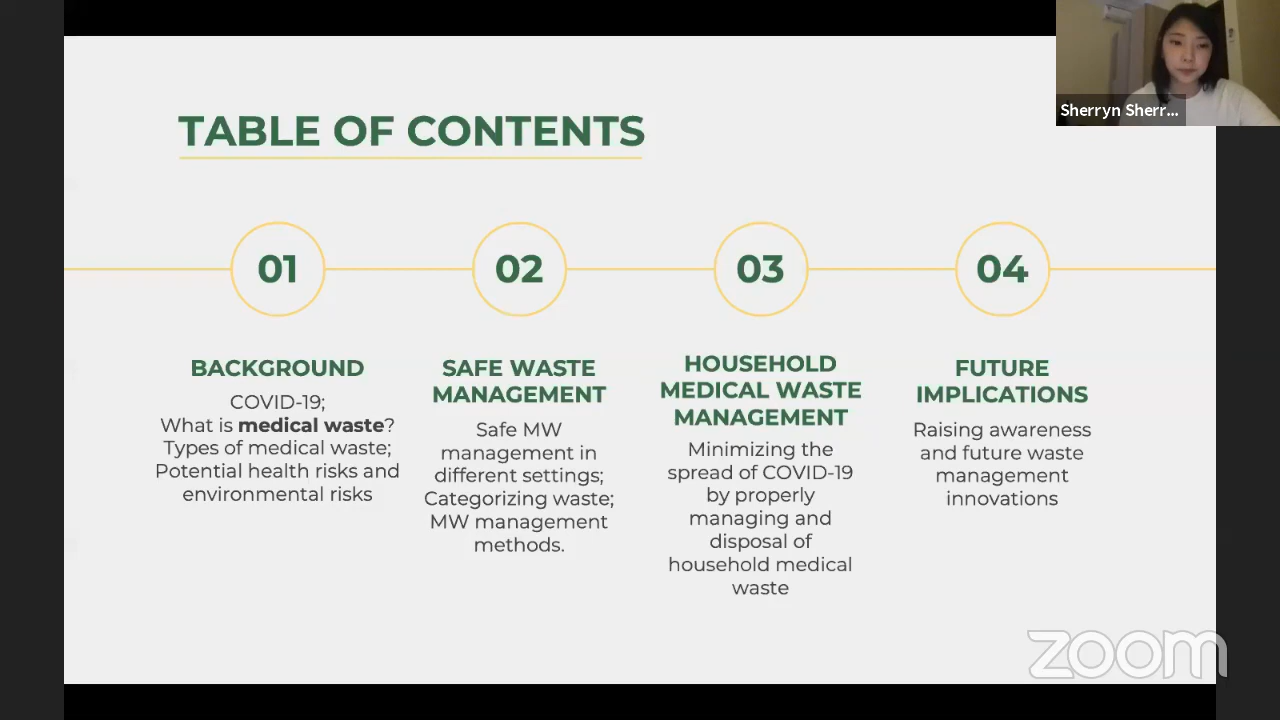 Sherryn Sherr...
TABLE OF CONTENTS
01
BACKGROUND
COVID-19;
What is medical waste?
Types of medical waste;
Potential health risks and
environmental risks
02
SAFE WASTE
MANAGEMENT
Safe MW
management in
different settings;
Categorizing waste;
MW management
methods.
03
HOUSEHOLD
MEDICAL WASTE
MANAGEMENT
Minimizing the
spread of COVID-19
by properly
managing and
disposal of
household medical
waste
04
FUTURE
IMPLICATIONS
Raising awareness
and future waste
management
innovations
zoom